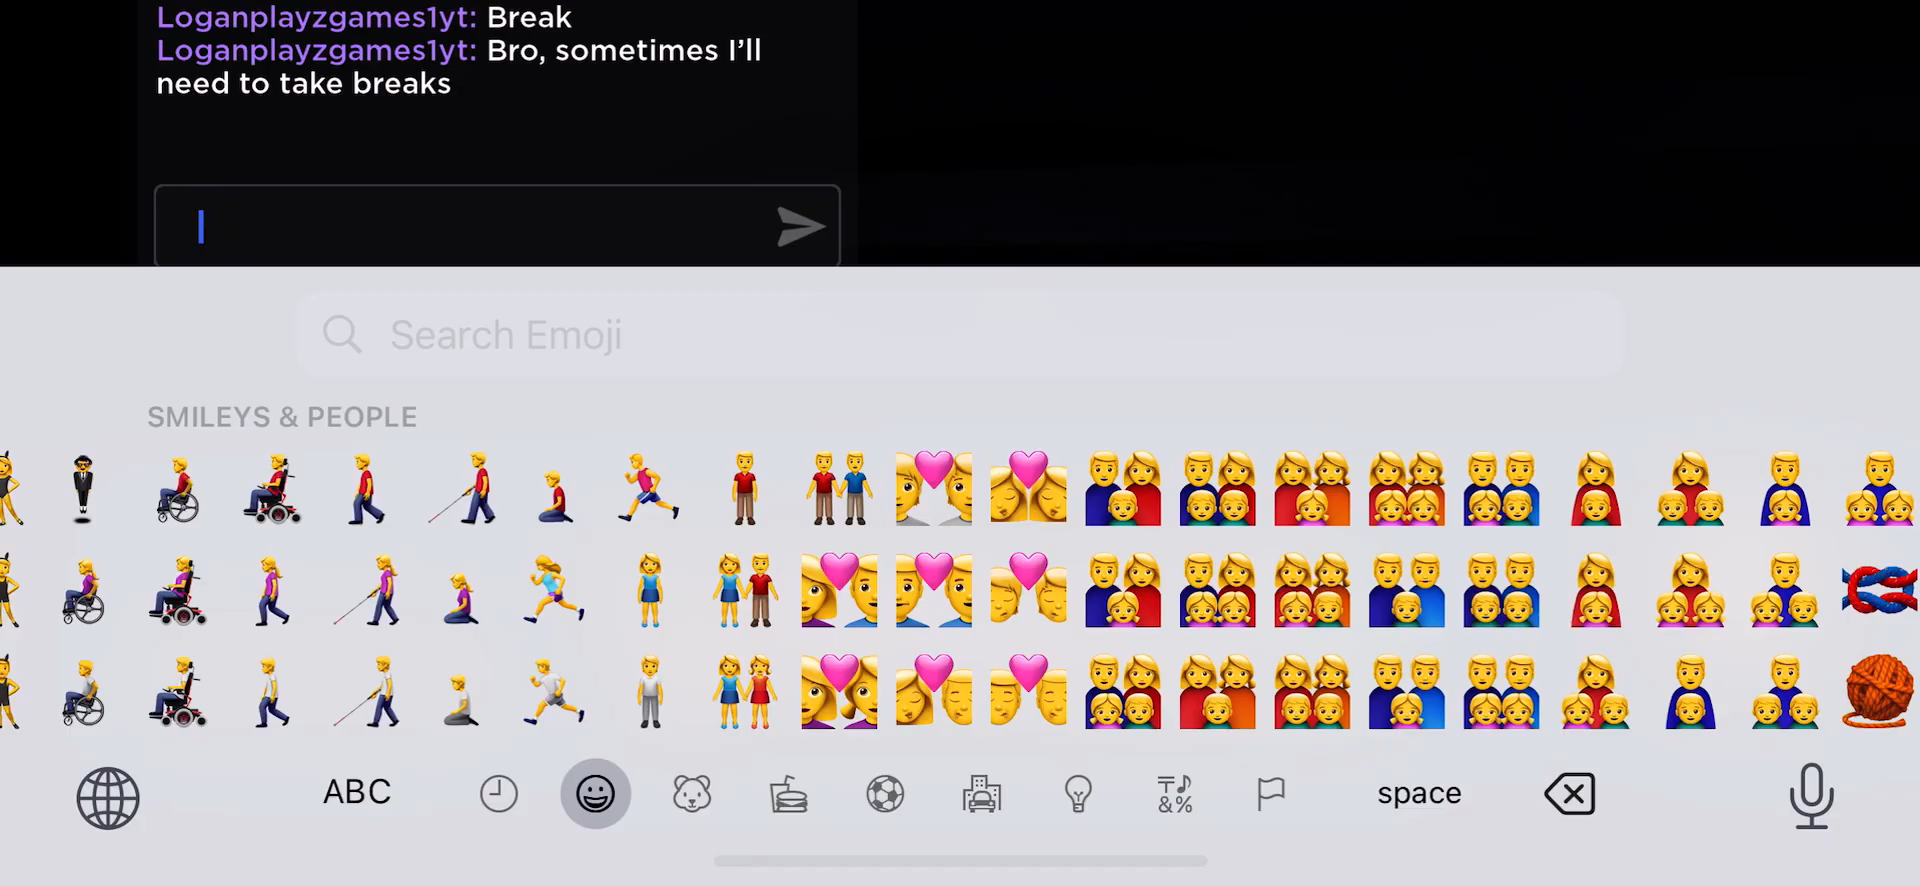 Loganplayzgames1yt: Break
Loganplayzgames1yt: Bro, sometimes I’ll
need to take breaks
Search Emoji
SMILEYS & PEOPLE
ABC
&%
space